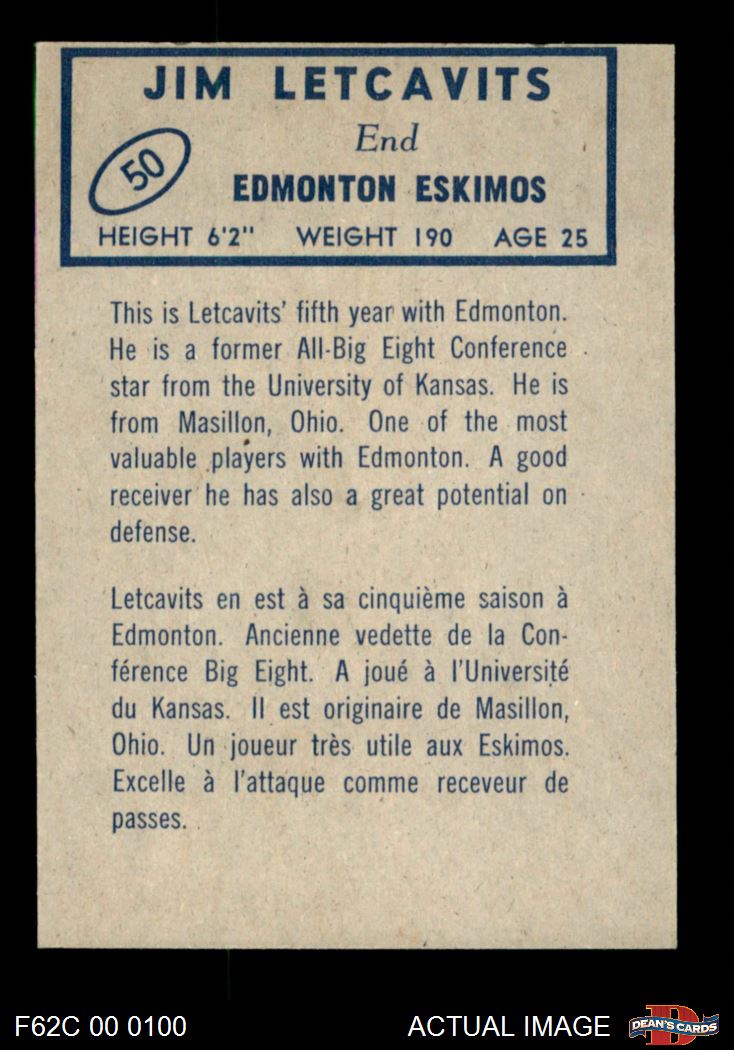 JIM LETCAVITS
End
50
EDMONTON ESKIMOS
HEIGHT 6'2" WEIGHT 190 AGE 25
This is Letcavits' fifth year with Edmonton.
He is a former All-Big Eight Conference
star from the University of Kansas. He is
from Masillon, Ohio. One of the most
valuable players with Edmonton. A good
receiver he has also a great potential on
defense.
Letcavits en est à sa cinquième saison à
Edmonton. Ancienne vedette de la Con-
férence Big Eight. A joué à l'Université
du Kansas. Il est originaire de Masillon,
Ohio. Un joueur très utile aux Eskimos.
Excelle à l'attaque comme receveur de
passes.
F62C 00 0100
ACTUAL IMAGE
DEAN'S CARDS